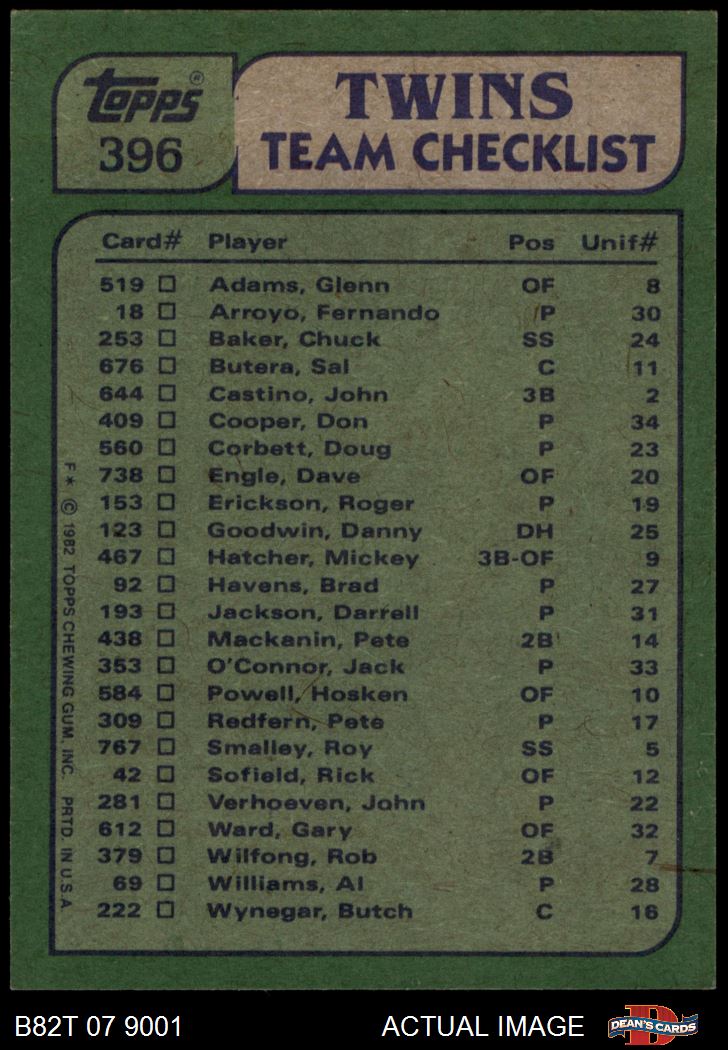 Topps®
396
TWINS
TEAM CHECKLIST
Card# Player Pos Unif#
519 Adams, Glenn OF 8
18 Arroyo, Fernando P 30
253 Baker, Chuck SS 24
676 Butera, Sal C 11
644 Castino, John 3B 2
409 Cooper, Don P 34
560 Corbett, Doug P 23
738 Engle, Dave OF 20
153 Erickson, Roger P 19
123 Goodwin, Danny DH 25
467 Hatcher, Mickey 3B-OF 9
92 Havens, Brad P 27
193 Jackson, Darrell P 31
438 Mackanin, Pete 2B 14
353 O'Connor, Jack P 33
584 Powell, Hosken OF 10
309 Redfern, Pete P 17
767 Smalley, Roy SS 5
42 Sofield, Rick OF 12
281 Verhoeven, John P 22
612 Ward, Gary OF 32
379 Wilfong, Rob 2B 7
69 Williams, Al P 28
222 Wynegar, Butch C 16
F* © 1982 TOPPS CHEWING GUM, INC. PRTD. IN U.S.A.
B82T 07 9001 ACTUAL IMAGE
D
DEAN'S CARDS